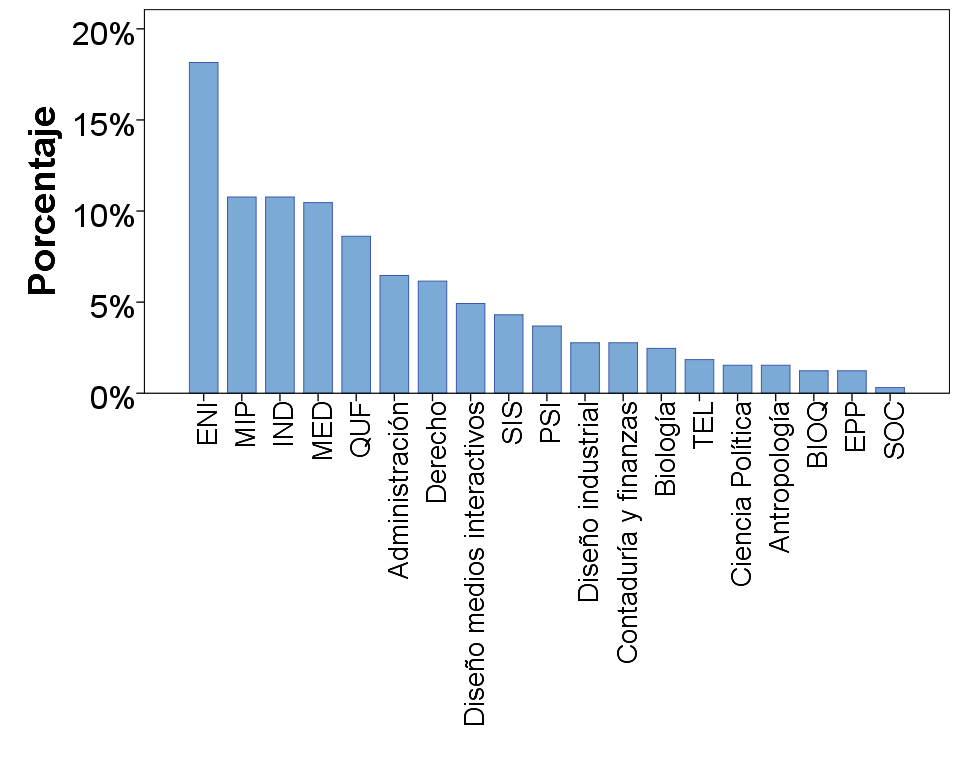 Porcentaje
20%
15%
10%
5%
0%
ENI
MIP
IND
MED
QUF
Administración
Derecho
Diseño medios interactivos
SIS
PSI
Diseño industrial
Contaduría y finanzas
Biología
TEL
Ciencia Política
Antropología
BIOQ
EPP
SOC